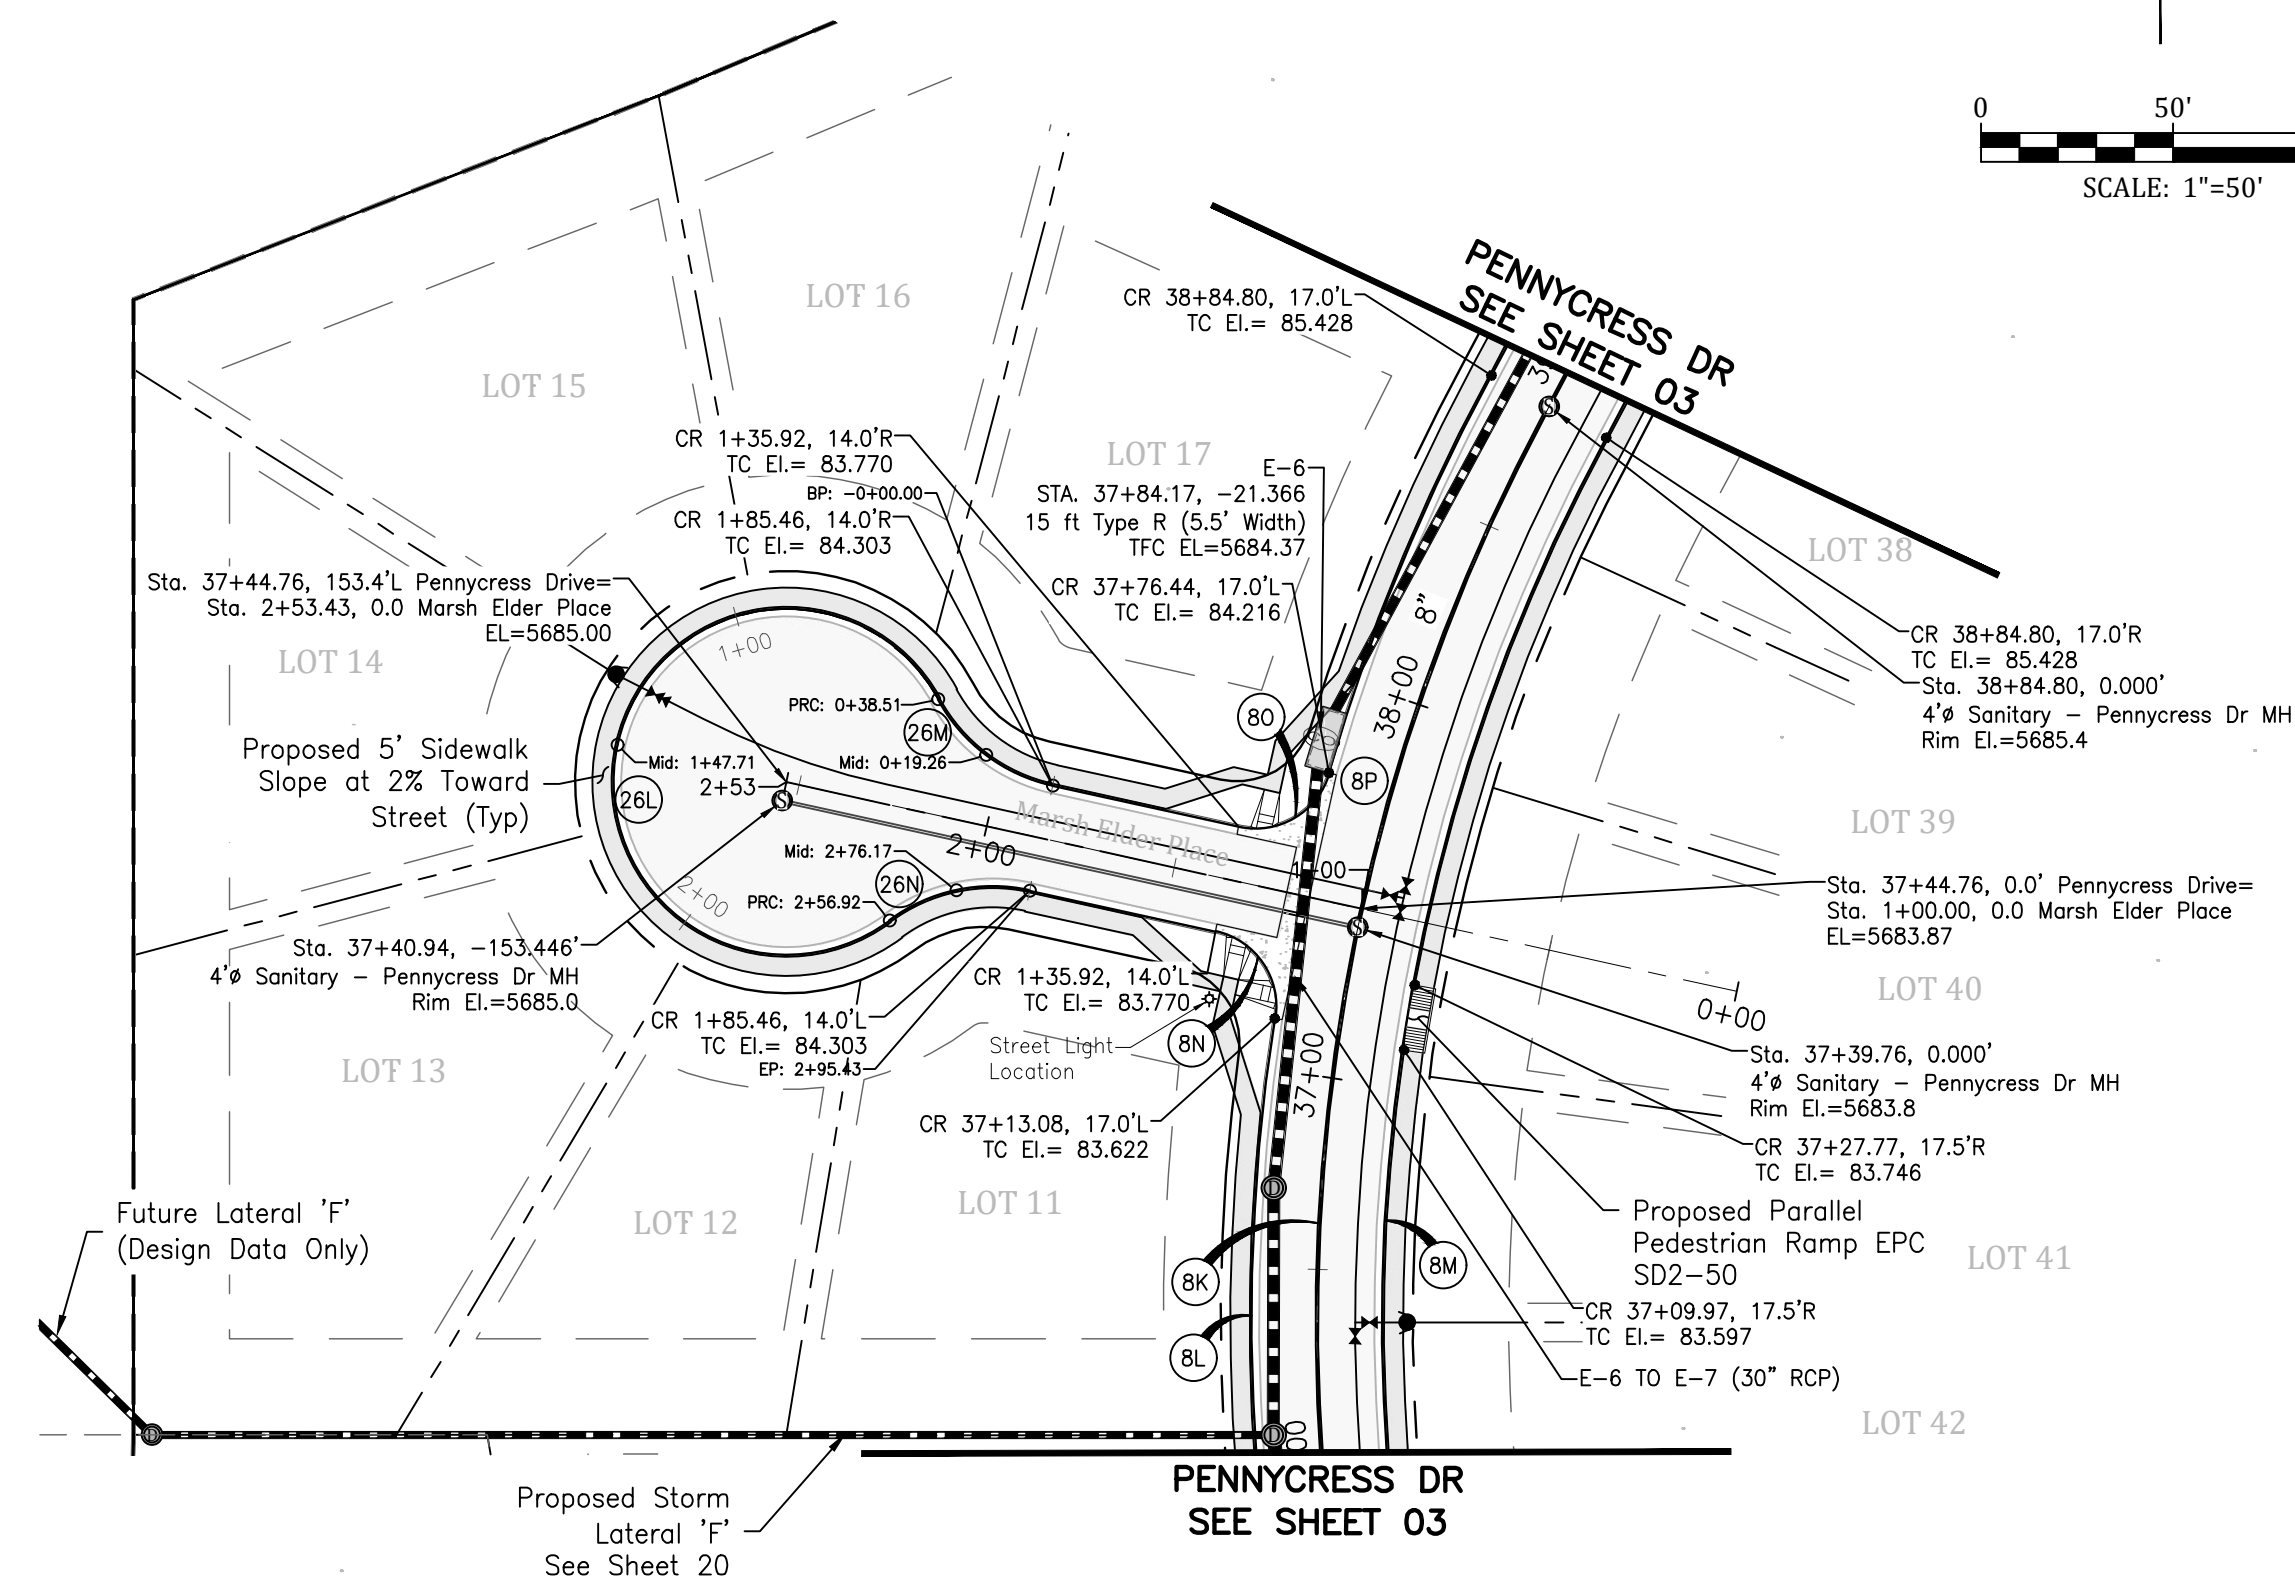 0 50'
SCALE: 1"=50'
PENNYCRESS DR
SEE SHEET 03
LOT 16
CR 38+84.80, 17.0'L
TC El.= 85.428
LOT 15
CR 1+35.92, 14.0'R
TC El.= 83.770
LOT 17
E-6
STA. 37+84.17, -21.366
15 ft Type R (5.5' Width)
TFC EL=5684.37
BP: -0+00.00
CR 1+85.46, 14.0'R
TC El.= 84.303
LOT 38
Sta. 37+44.76, 153.4'L Pennycress Drive=
Sta. 2+53.43, 0.0 Marsh Elder Place
EL=5685.00
CR 37+76.44, 17.0'L
TC El.= 84.216
8"
CR 38+84.80, 17.0'R
TC El.= 85.428
Sta. 38+84.80, 0.000'
4'ø Sanitary - Pennycress Dr MH
Rim El.=5685.4
LOT 14
1+00
38+00
PRC: 0+38.51
26M
8O
Proposed 5' Sidewalk
Slope at 2% Toward
Street (Typ)
Mid: 1+47.71
Mid: 0+19.26
2+53
8P
26L
S
S
S
Marsh Elder Place
LOT 39
2+00
Mid: 2+76.17
26N
1+00
PRC: 2+56.92
2+00
Sta. 37+44.76, 0.0' Pennycress Drive=
Sta. 1+00.00, 0.0 Marsh Elder Place
EL=5683.87
Sta. 37+40.94, -153.446'
4'ø Sanitary - Pennycress Dr MH
Rim El.=5685.0
CR 1+35.92, 14.0'L
TC El.= 83.770
LOT 40
0+00
CR 1+85.46, 14.0'L
TC El.= 84.303
EP: 2+95.43
Street Light
Location
8N
Sta. 37+39.76, 0.000'
4'ø Sanitary - Pennycress Dr MH
Rim El.=5683.8
LOT 13
37+00
CR 37+13.08, 17.0'L
TC El.= 83.622
CR 37+27.77, 17.5'R
TC El.= 83.746
Future Lateral 'F'
(Design Data Only)
LOT 12
LOT 11
D
Proposed Parallel
Pedestrian Ramp EPC
SD2-50
LOT 41
8K
8M
CR 37+09.97, 17.5'R
TC El.= 83.597
8L
E-6 TO E-7 (30" RCP)
LOT 42
D
D
PENNYCRESS DR
SEE SHEET 03
Proposed Storm
Lateral 'F'
See Sheet 20